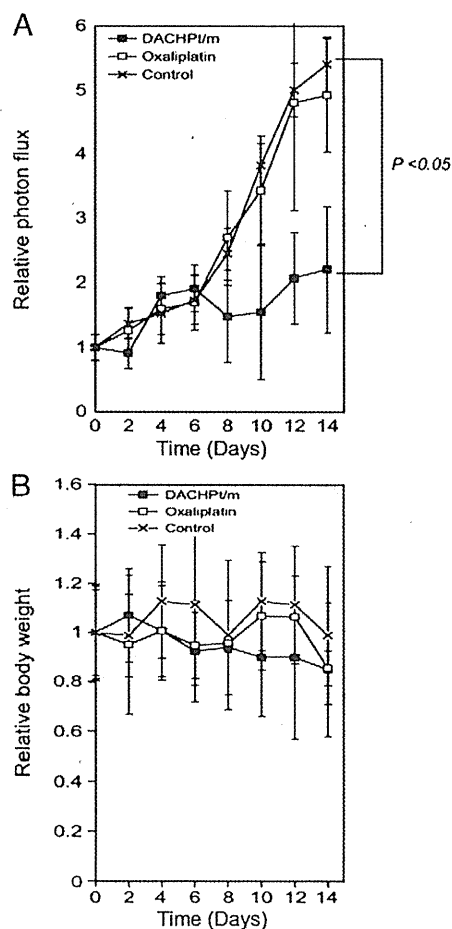 A
6
5
4
3
2
1
0
Relative photon flux
DACHPt/m
Oxaliplatin
Control
P <0.05
0 2 4 6 8 10 12 14
Time (Days)
B
1.6
1.4
1.2
1
0.8
0.6
0.4
0.2
0
Relative body weight
DACHPt/m
Oxaliplatin
Control
0 2 4 6 8 10 12 14
Time (Days)